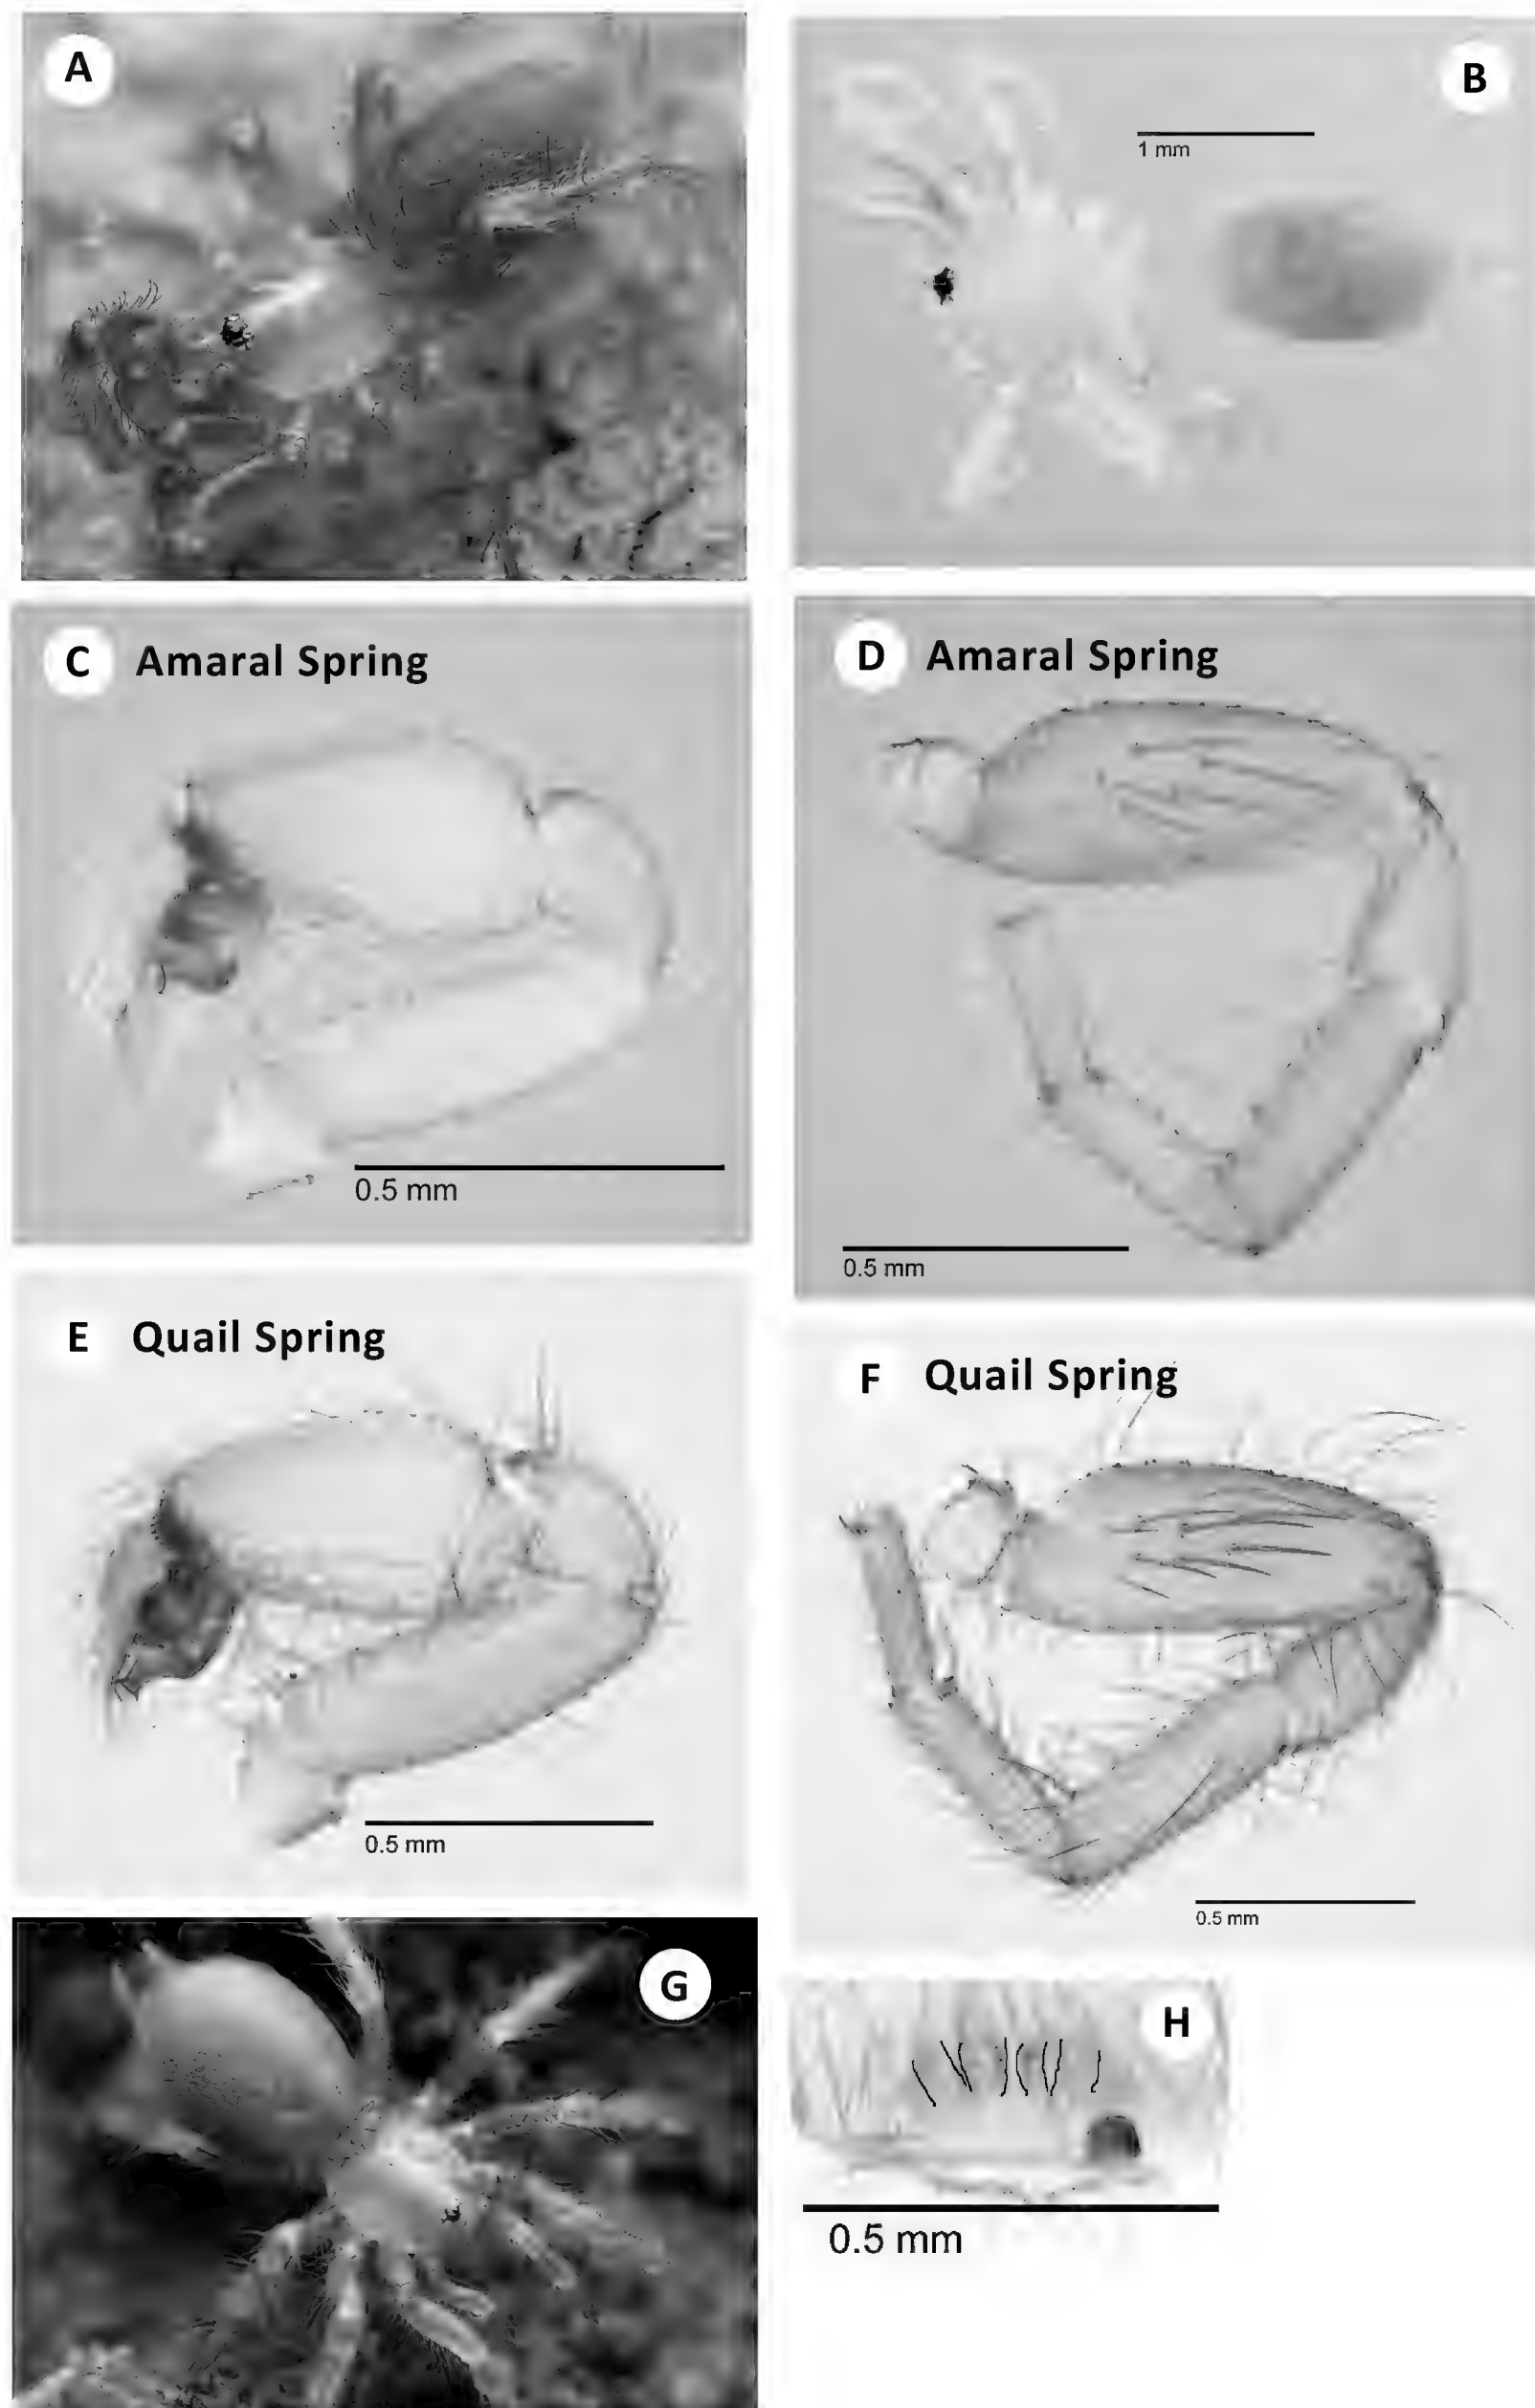 A
B
1 mm
C Amaral Spring
D Amaral Spring
0.5 mm
0.5 mm
E Quail Spring
F Quail Spring
0.5 mm
0.5 mm
G
H
0.5 mm